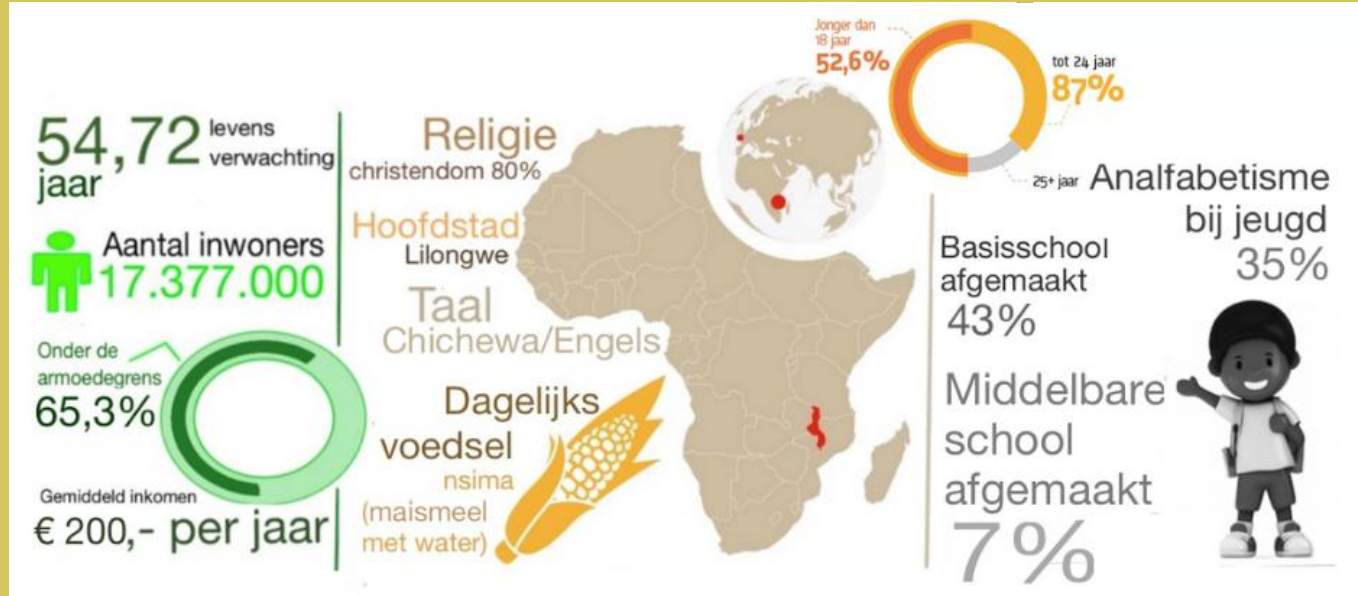 54,72 levens
verwachting
jaar
Aantal inwoners
17.377.000
Onder de
armoedegrens
65,3%
Gemiddeld inkomen
€ 200,- per jaar
Religie
christendom 80%
Hoofdstad
Lilongwe
Taal
Chichewa/Engels
Dagelijks
voedsel
nsima
(maismeel
met water)
Jonger dan
18 jaar
52,6%
tot 24 jaar
87%
25+ jaar
Analfabetisme
bij jeugd
35%
Basisschool
afgemaakt
43%
Middelbare
school
afgemaakt
7%